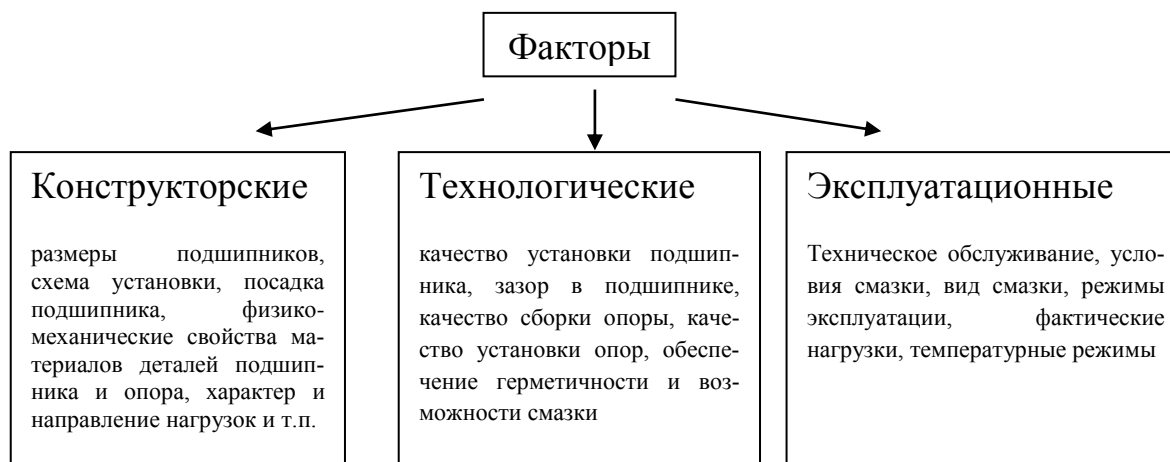 Факторы
Конструкторские
размеры подшипников,
схема установки, посадка
подшипника, физико-
механические свойства ма-
териалов деталей подшип-
ника и опора, характер и
направление нагрузок и т.п.
Технологические
качество установки подшип-
ника, зазор в подшипнике,
качество сборки опоры, каче-
ство установки опор, обеспе-
чение герметичности и воз-
можности смазки
Эксплуатационные
Техническое обслуживание, усло-
вия смазки, вид смазки, режимы
эксплуатации, фактические
нагрузки, температурные режимы